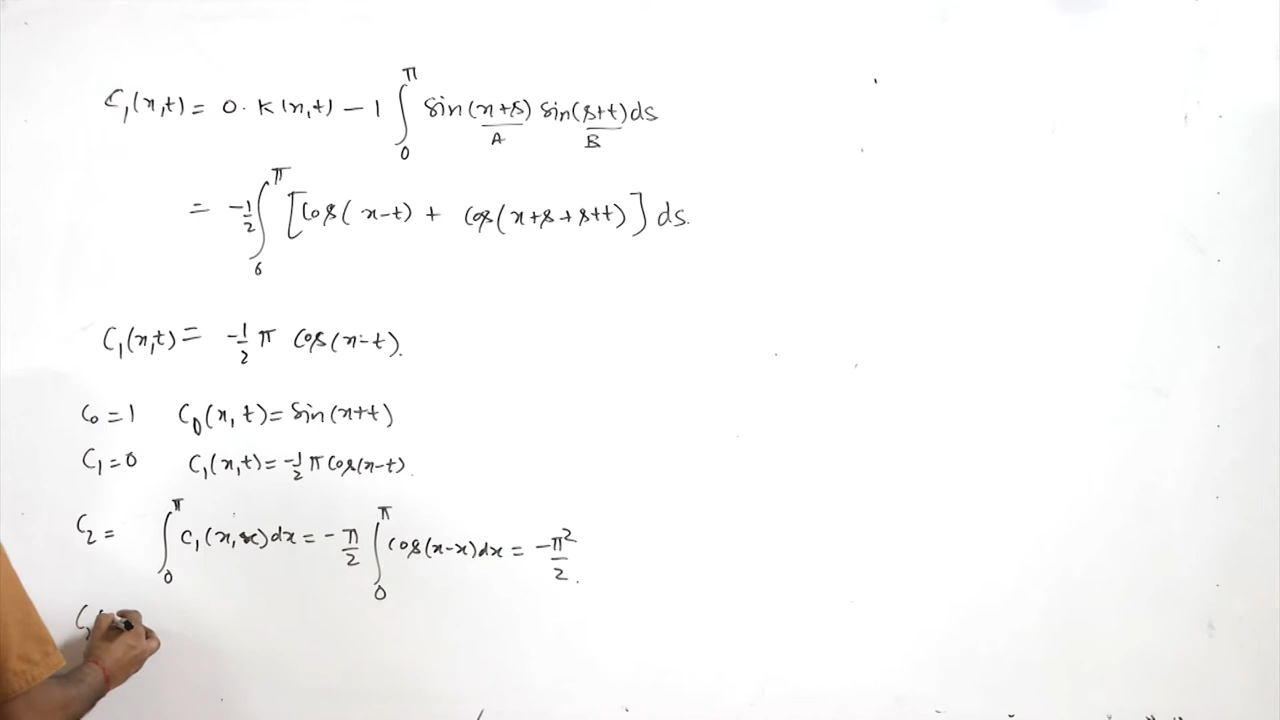 C₁(x,t) = 0. K(x,t) − 1 ∫₀^π sin(x+s) sin(s+t)ds
A B
= -1/2 ∫₀^π [cos(x-t) + cos(x+s+s+t)] ds.
C₁(x,t) = -1/2 π cos(x-t).
C₀ = 1 C₀(x,t) = sin(x+t)
C₁ = 0 C₁(x,t) = -1/2 π cos(x-t).
C₂ = ∫₀^π C₁(x,x)dx = -π/2 ∫₀^π cos(x-x)dx = -π²/2.